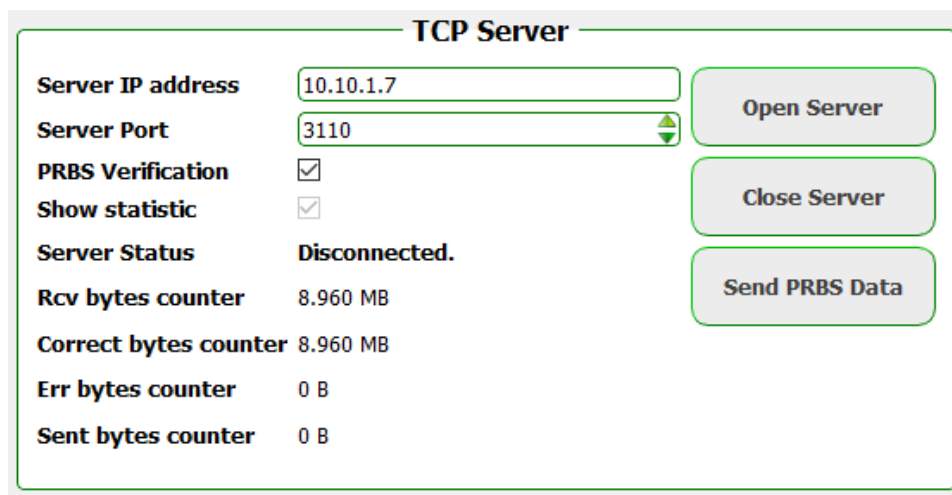 TCP Server
Server IP address 10.10.1.7
Server Port 3110
PRBS Verification
Show statistic
Server Status Disconnected.
Rcv bytes counter 8.960 MB
Correct bytes counter 8.960 MB
Err bytes counter 0 B
Sent bytes counter 0 B
Open Server
Close Server
Send PRBS Data